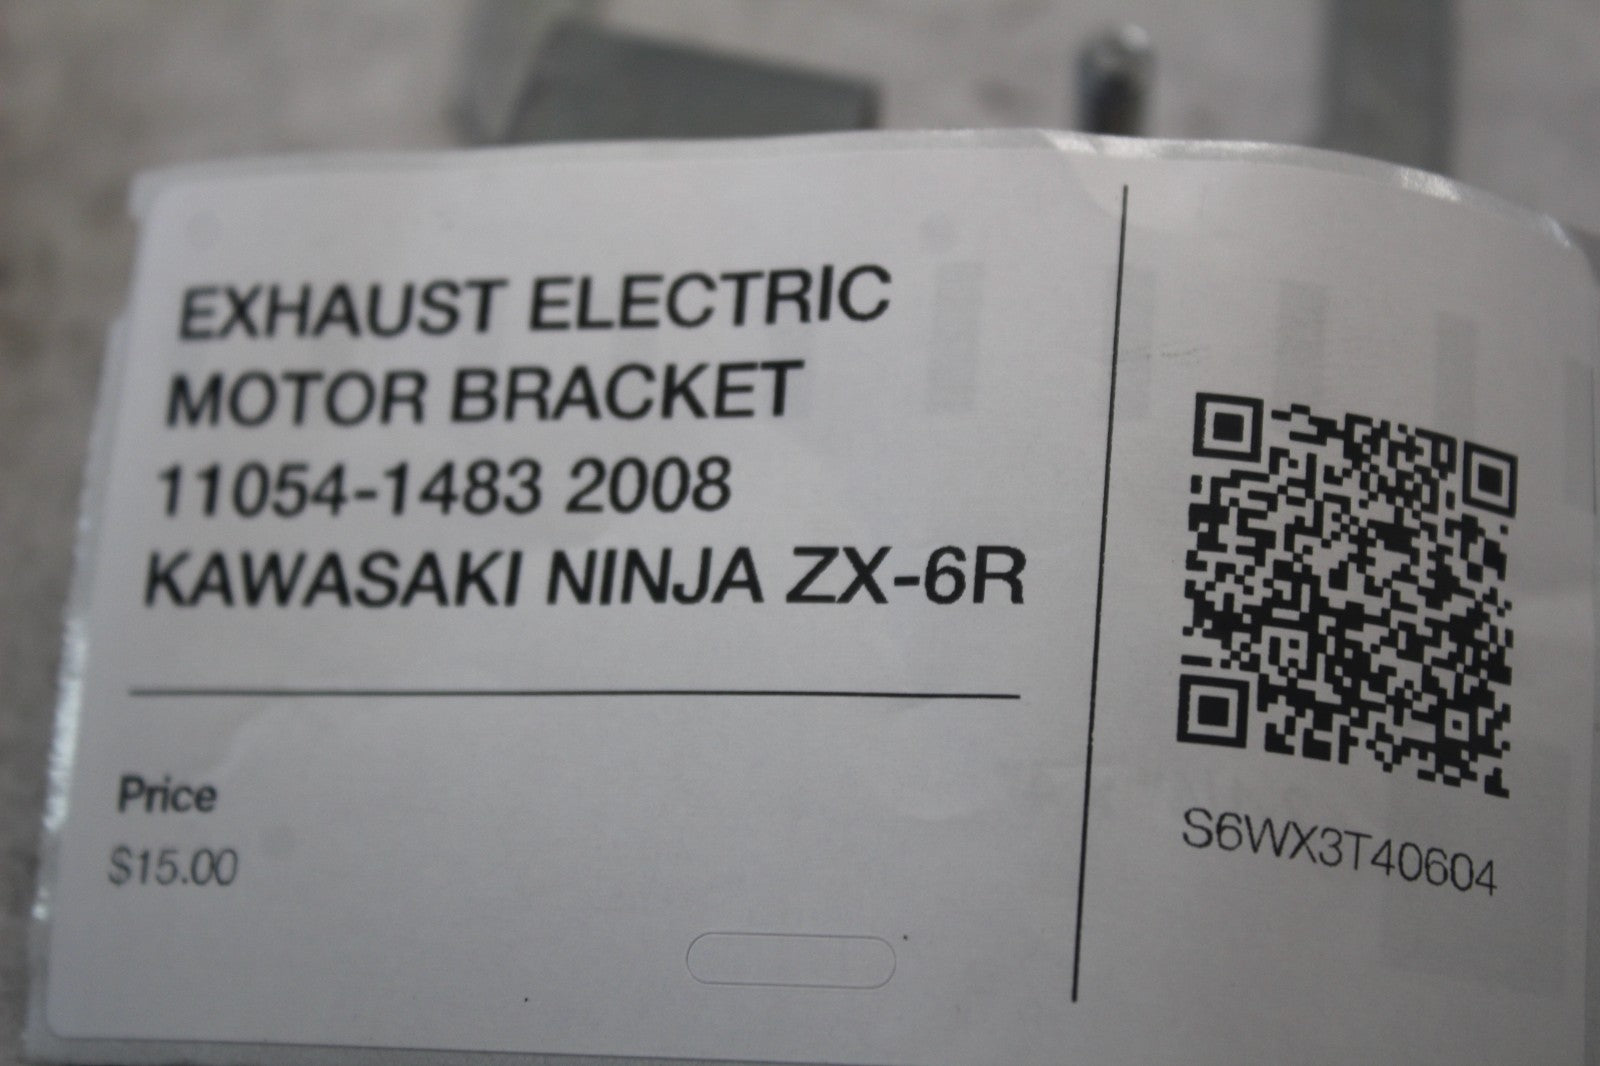 EXHAUST ELECTRIC
MOTOR BRACKET
11054-1483 2008
KAWASAKI NINJA ZX-6R
Price
$15.00
S6WX3T40604